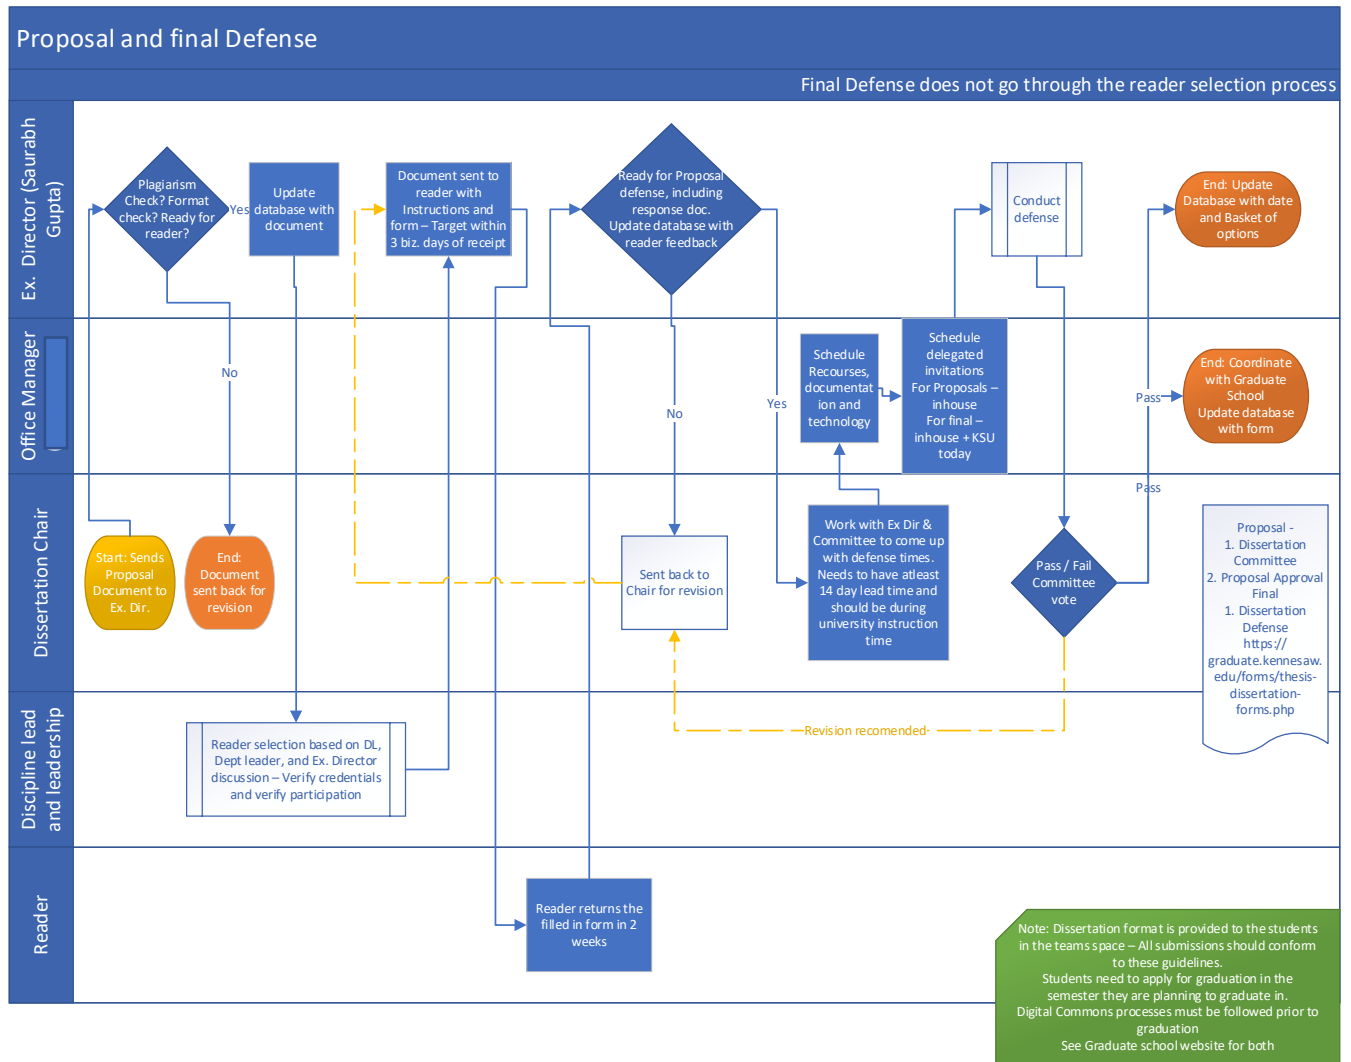 Proposal and final Defense
Final Defense does not go through the reader selection process
Ex.  Director (Saurabh
Gupta)
Plagiarism
Check? Format
check? Ready for
reader?
Yes
Update
database with
document
Document sent to
reader with
Instructions and
form – Target within
3 biz. days of receipt
Ready for Proposal
defense, including
response doc.
Update database with
reader feedback
Conduct
defense
End: Update
Database with date
and Basket of
options
Office Manager
No
No
Yes
Schedule
Recourses,
documentat
ion and
technology
Schedule
delegated
invitations
For Proposals –
inhouse
For final –
inhouse + KSU
today
Pass
End: Coordinate
with Graduate
School
Update database
with form
Dissertation Chair
Pass
Start: Sends
Proposal
Document to
Ex. Dir.
End:
Document
sent back for
revision
Sent back to
Chair for revision
Work with Ex Dir &
Committee to come up
with defense times.
Needs to have atleast
14 day lead time and
should be during
university instruction
time
Pass / Fail
Committee
vote
Proposal -
1. Dissertation
Committee
2. Proposal Approval
Final
1. Dissertation
Defense
https://
graduate.kennesaw.
edu/forms/thesis-
dissertation-
forms.php
Discipline lead
and leadership
Reader selection based on DL,
Dept leader, and Ex. Director
discussion – Verify credentials
and verify participation
Revision recomended
Reader
Reader returns the
filled in form in 2
weeks
Note: Dissertation format is provided to the students
in the teams space – All submissions should conform
to these guidelines.
Students need to apply for graduation in the
semester they are planning to graduate in.
Digital Commons processes must be followed prior to
graduation
See Graduate school website for both